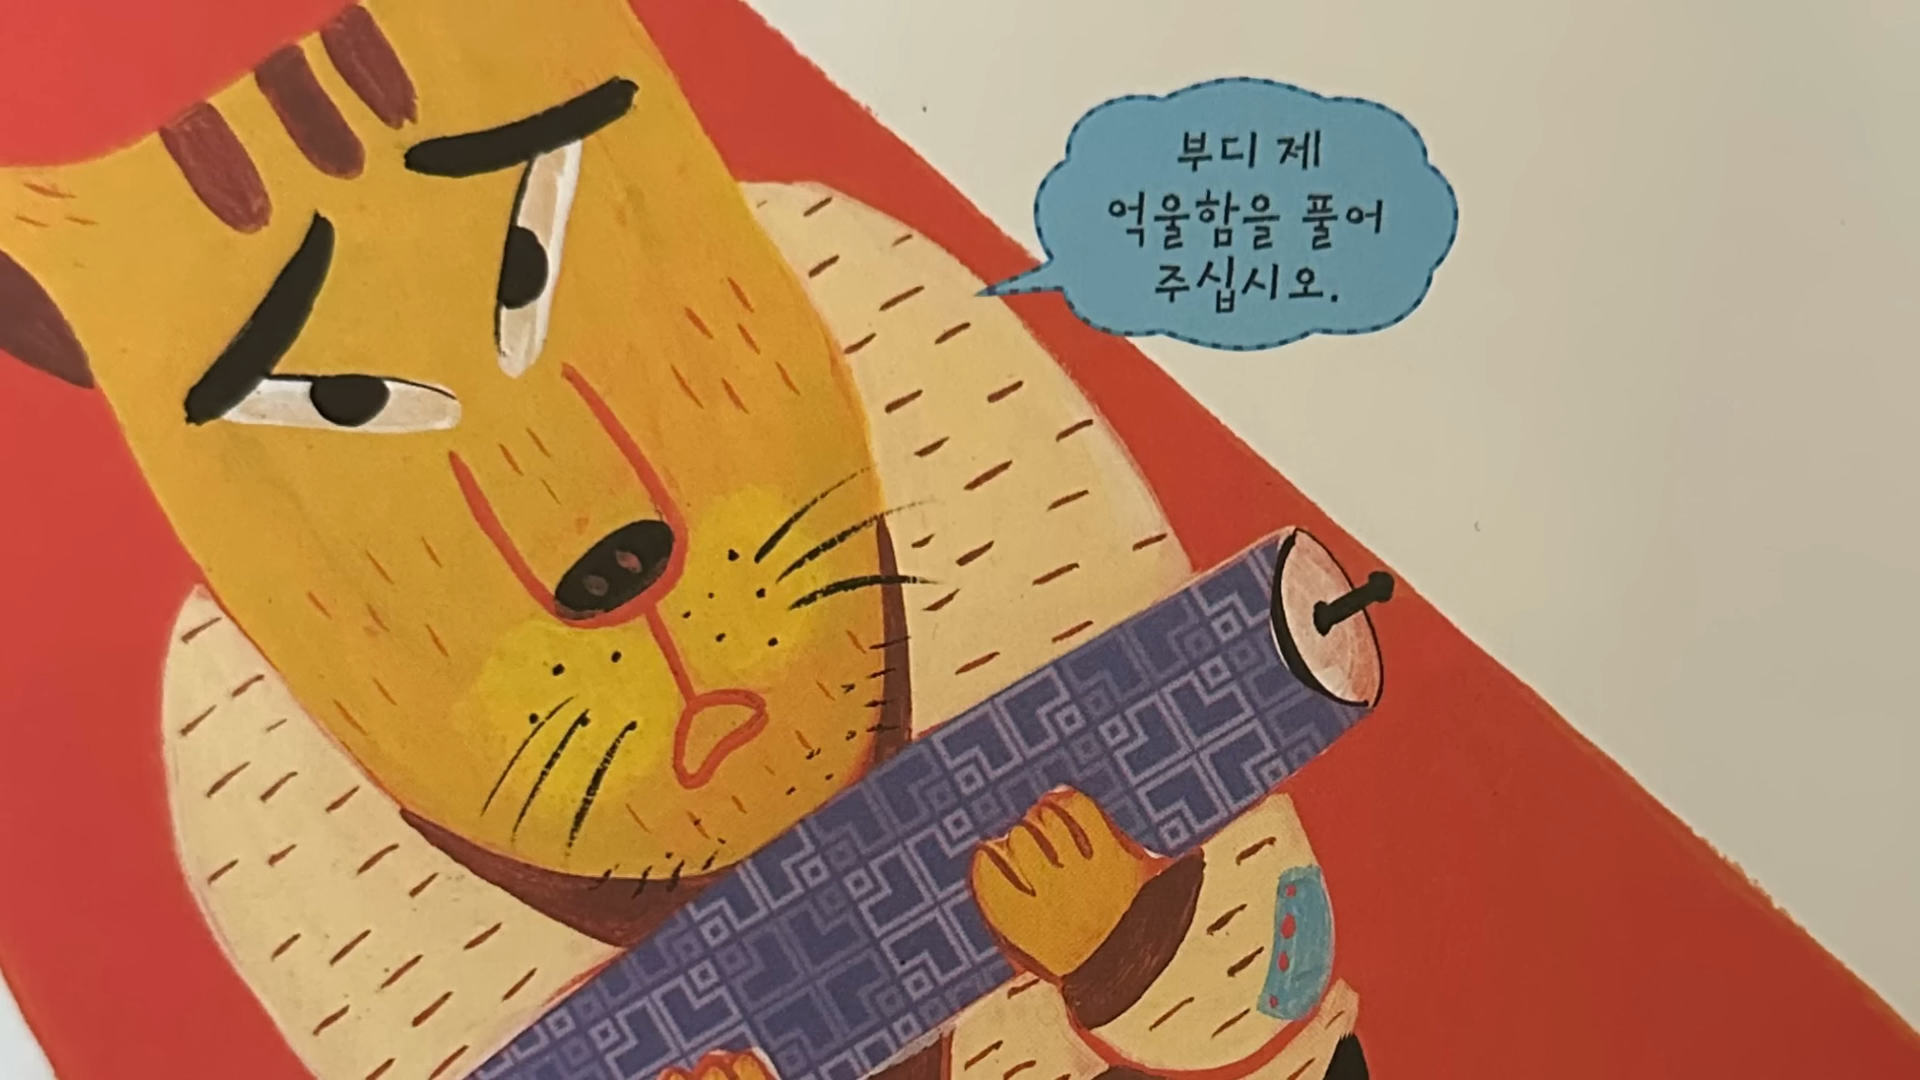 부디 제
억울함을 풀어
주십시오.